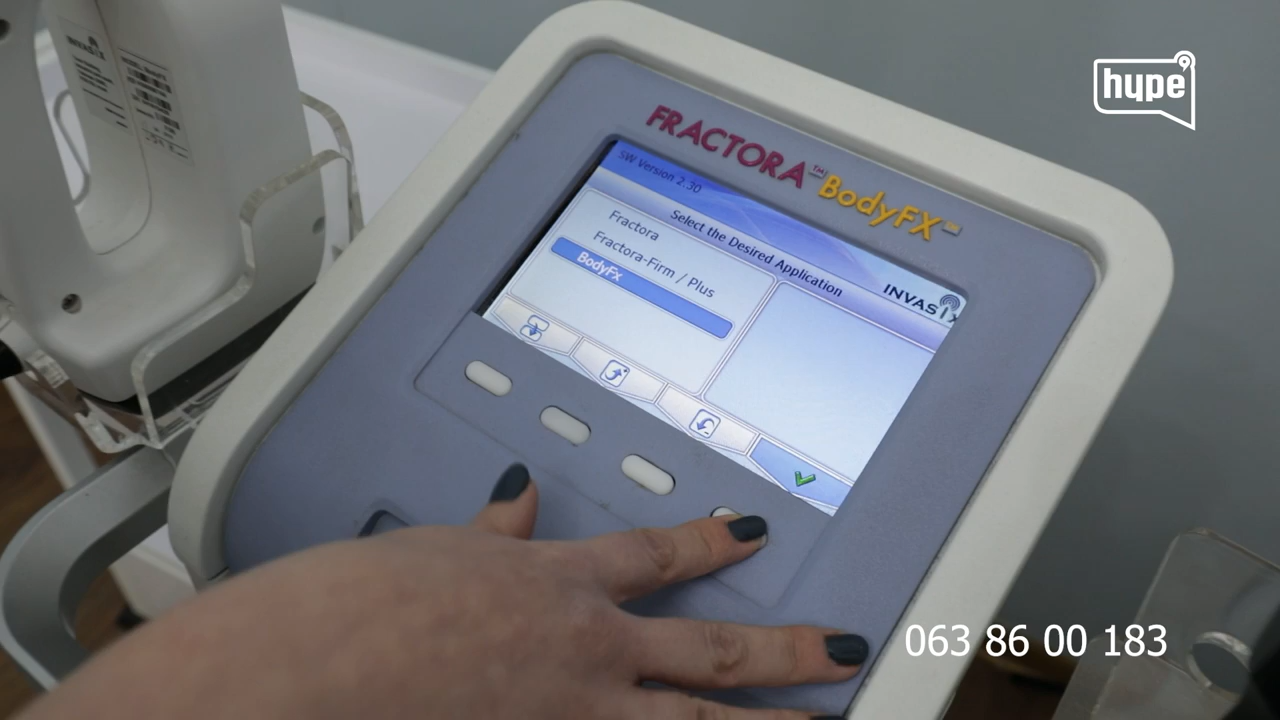 hype
FRACTORA™ BodyFX™
SW Version 2.30
INVASIX
Select the Desired Application
Fractora
Fractora-Firm / Plus
BodyFx
INVASIX
063 86 00 183